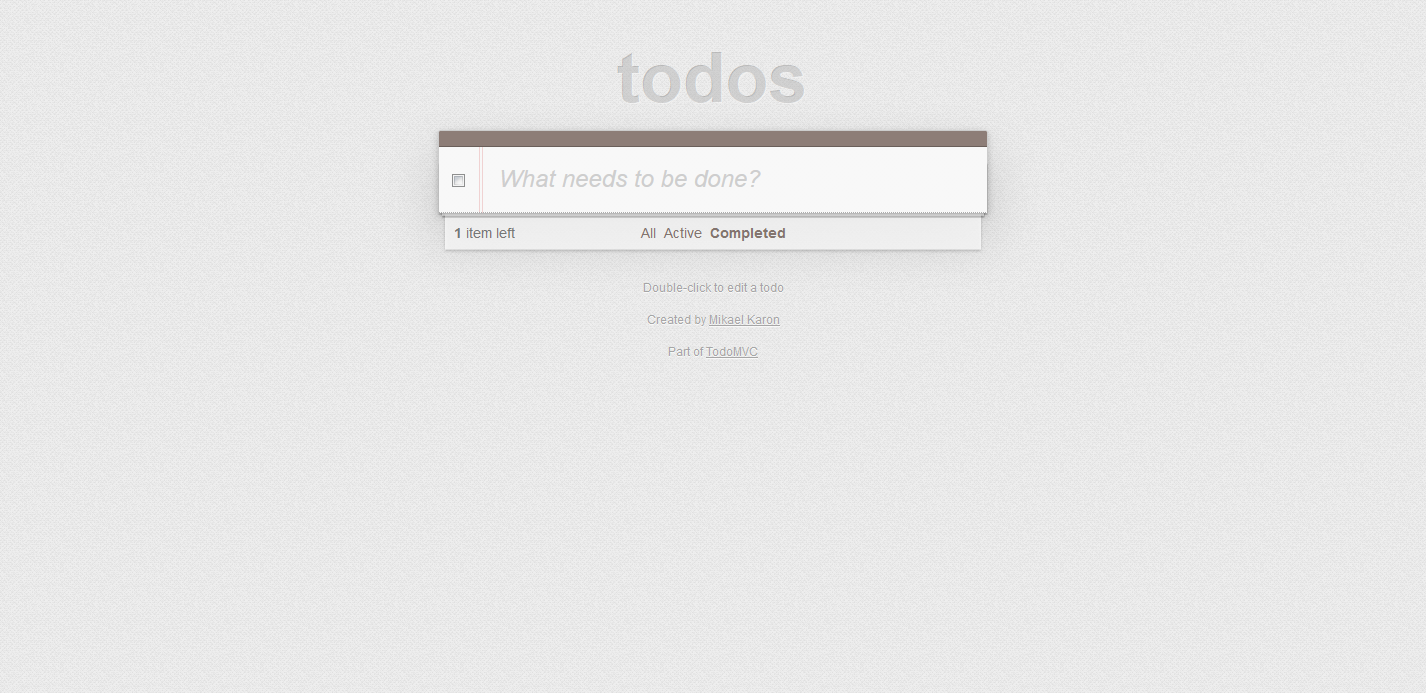 todos
What needs to be done?
1 item left All Active Completed
Double-click to edit a todo
Created by Mikael Karon
Part of TodoMVC